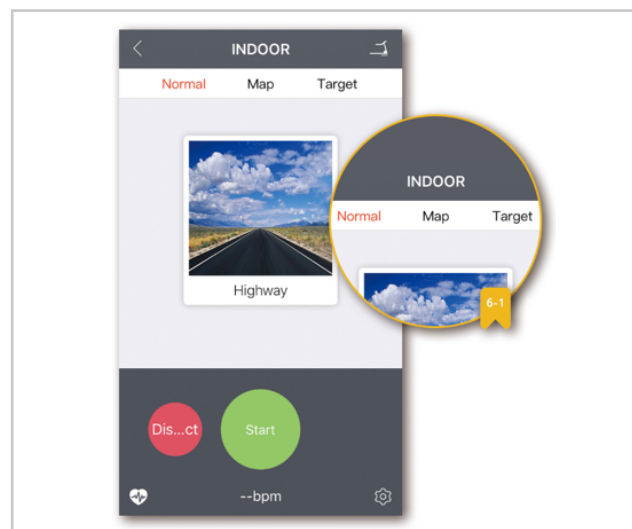 INDOOR
Normal Map Target
Highway
Dis...ct Start
--bpm
INDOOR
Normal Map Target
6-1